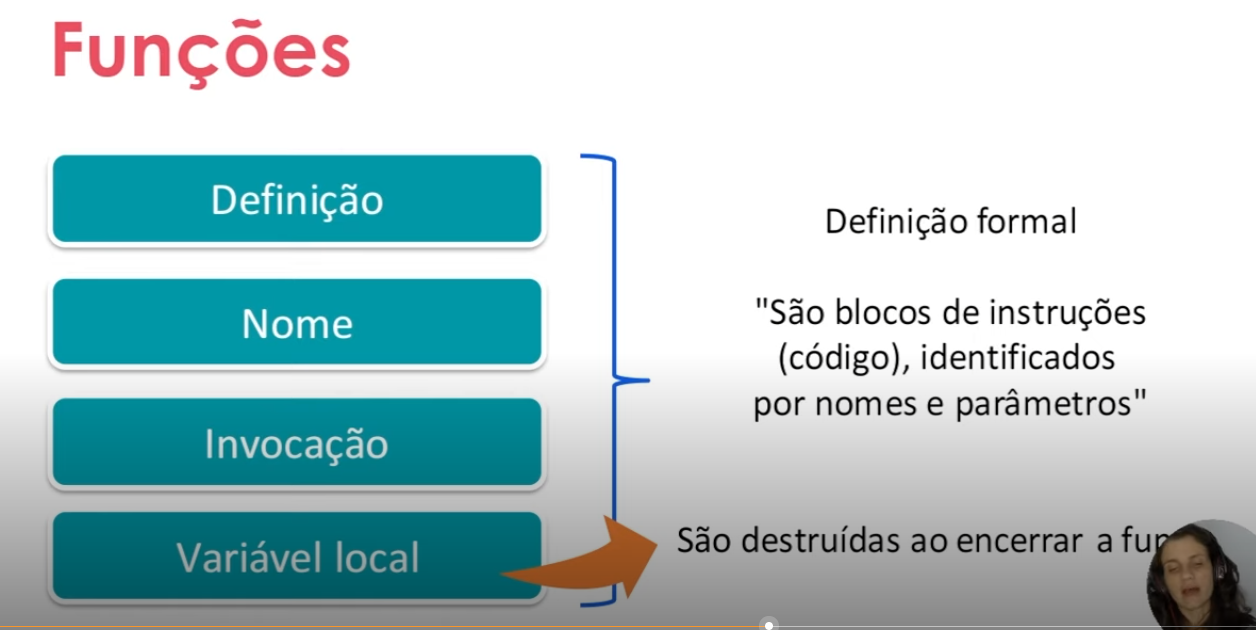 Funções
Definição
Nome
Invocação
Variável local
Definição formal
"São blocos de instruções
(código), identificados
por nomes e parâmetros"
São destruídas ao encerrar a